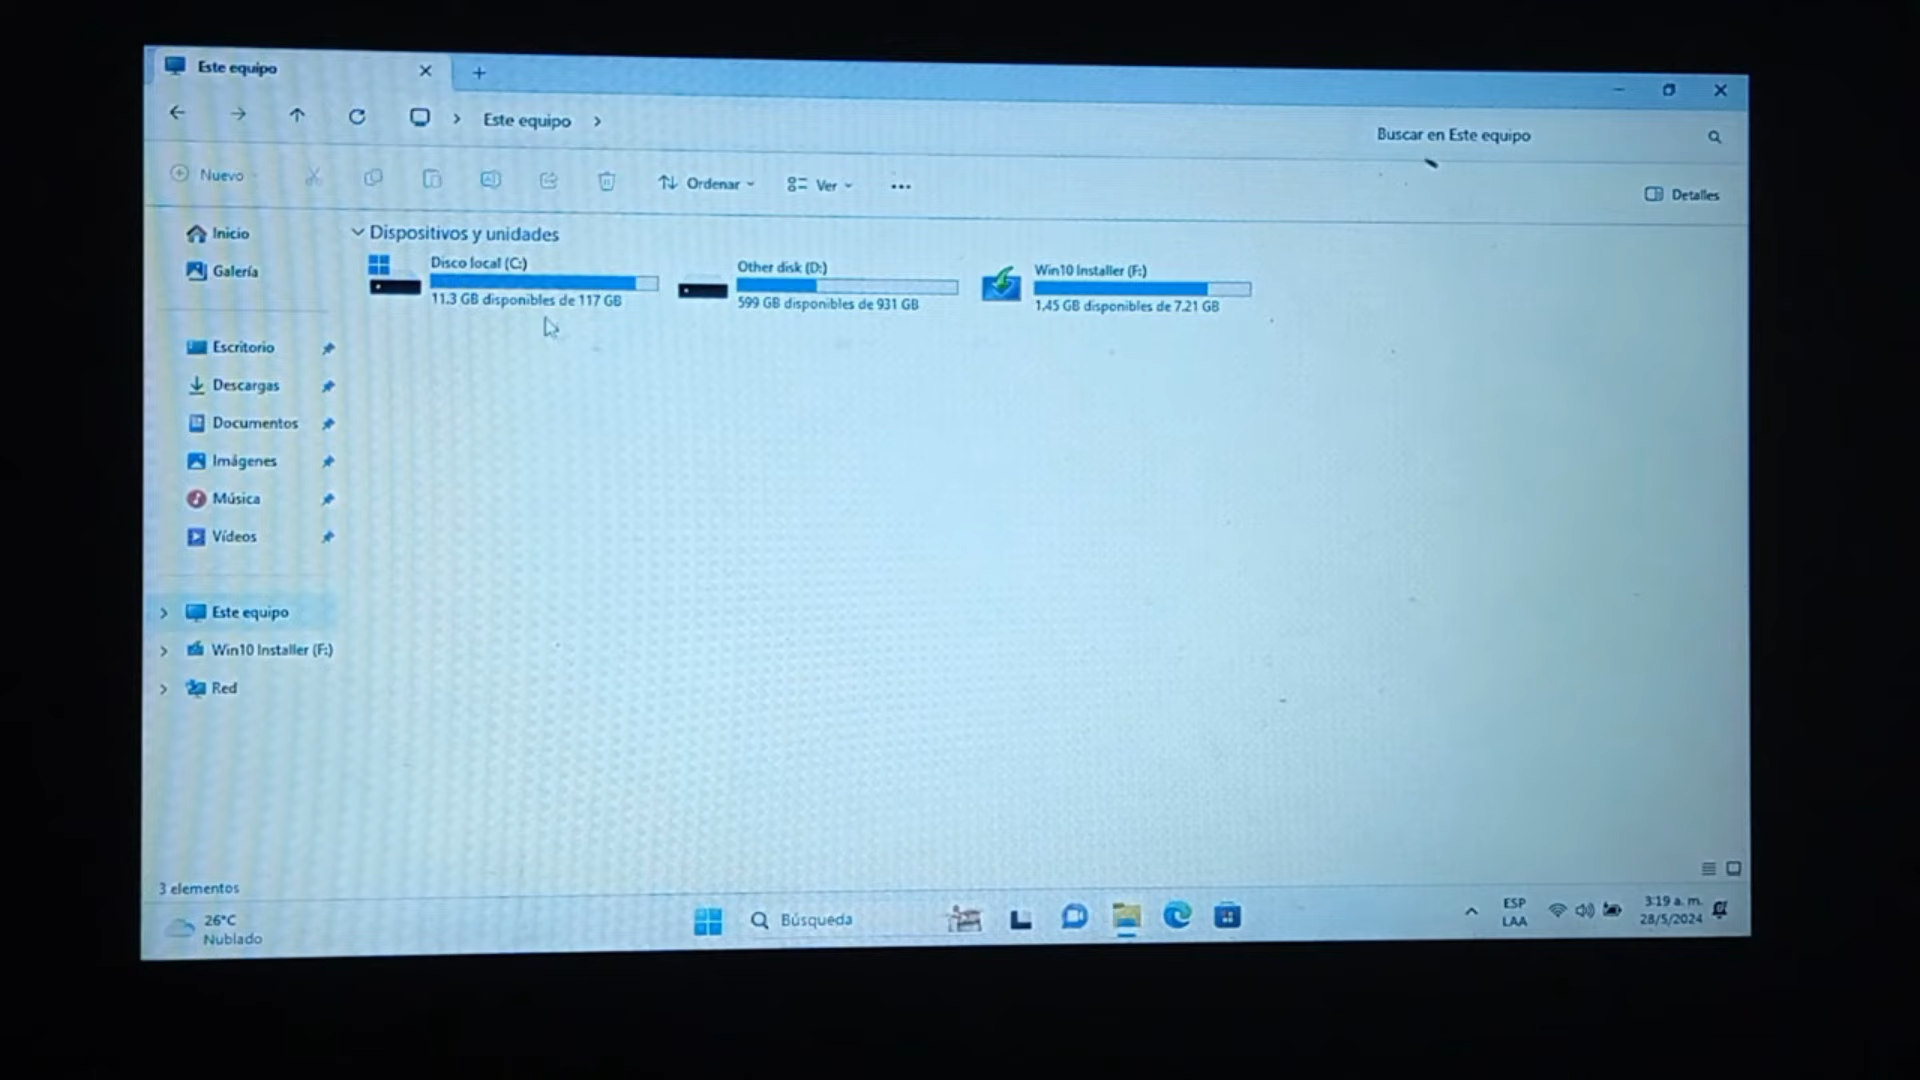 Este equipo
Este equipo
Buscar en Este equipo
Nuevo
Ordenar
Ver
Detalles
Inicio
Galería
Escritorio
Descargas
Documentos
Imágenes
Música
Vídeos
Este equipo
Win10 Installer (F:)
Red
Dispositivos y unidades
Disco local (C:)
11.3 GB disponibles de 117 GB
Other disk (D:)
599 GB disponibles de 931 GB
Win10 Installer (F:)
1.45 GB disponibles de 7.21 GB
3 elementos
26°C
Nublado
Búsqueda
ESP
LAA
3:19 a. m.
28/5/2024